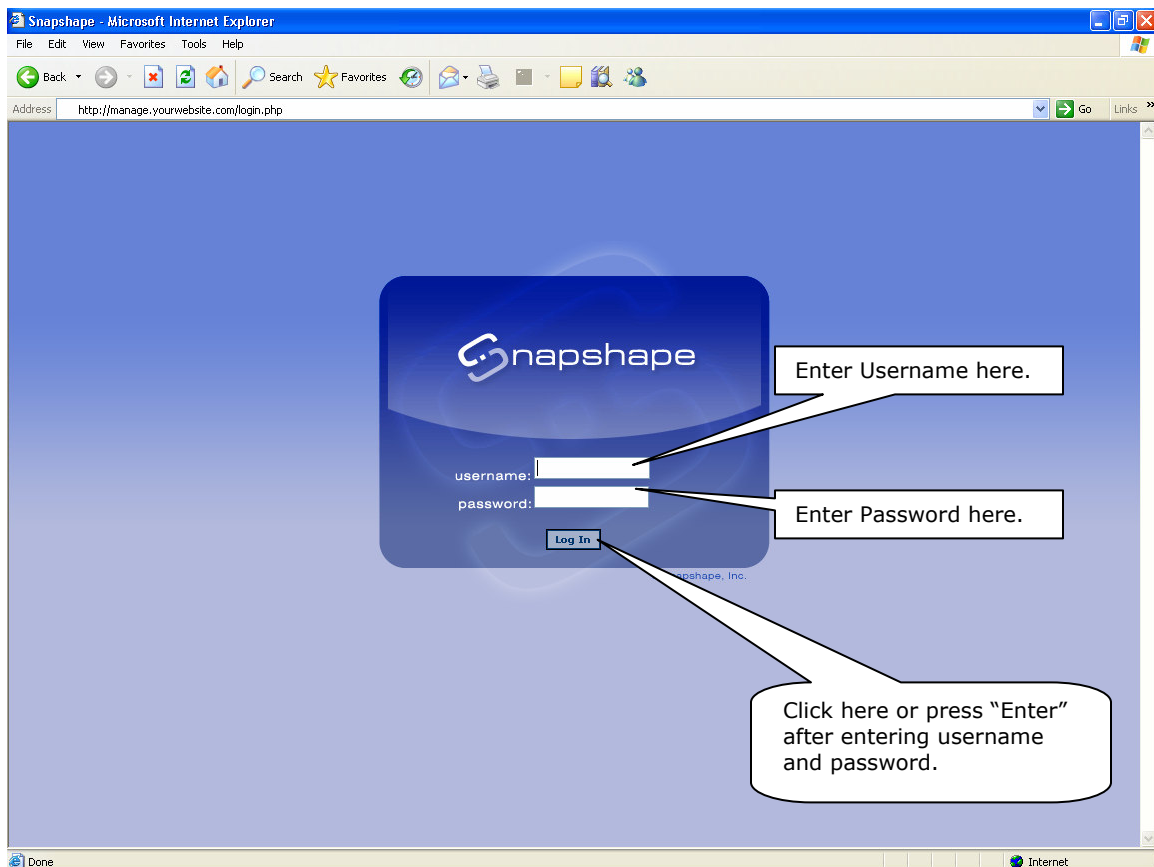 Snapshape - Microsoft Internet Explorer
File Edit View Favorites Tools Help
Back Search Favorites
Address http://manage.yourwebsite.com/login.php Go Links »
Snapshape
Enter Username here.
username:
password:
Enter Password here.
Log In
apshape, Inc.
Click here or press “Enter”
after entering username
and password.
Done Internet